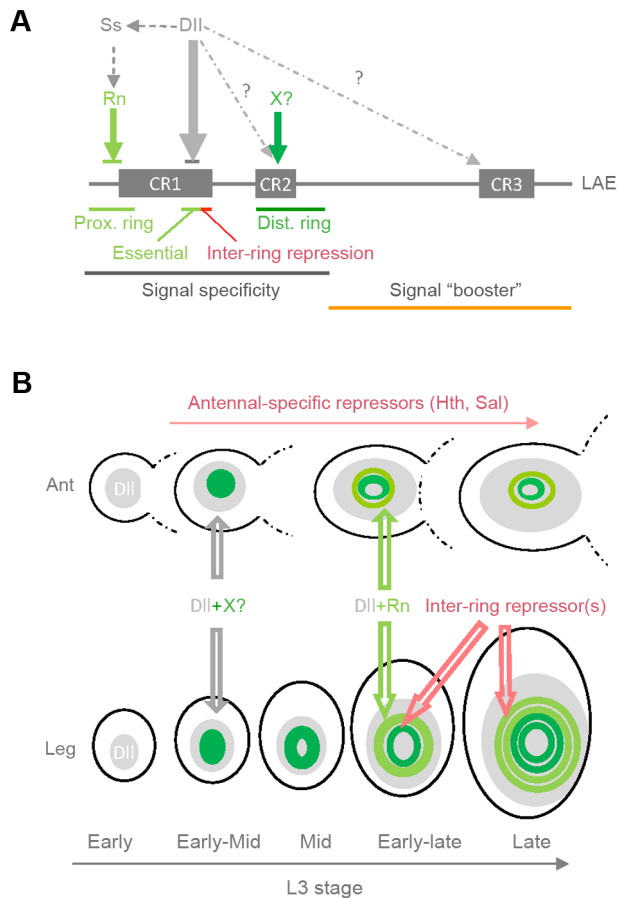 A
Ss
Dll
?
?
Rn
X?
CR1
CR2
CR3
LAE
Prox. ring
Dist. ring
Essential
Inter-ring repression
Signal specificity
Signal “booster”
B
Antennal-specific repressors (Hth, Sal)
Ant
Dll
Dll+X?
Dll+Rn
Inter-ring repressor(s)
Leg
Dll
Early
Early-Mid
Mid
Early-late
Late
L3 stage